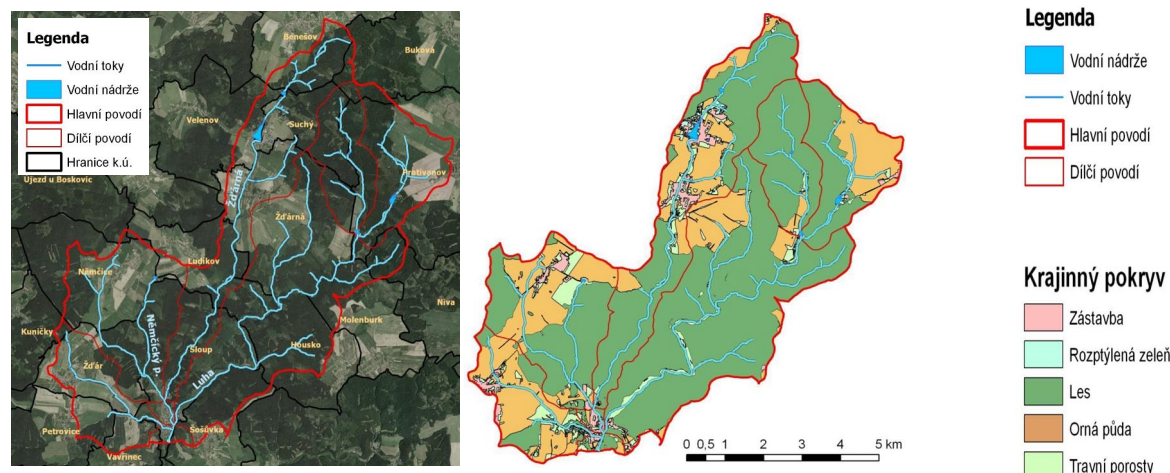 Legenda
Vodní toky
Vodní nádrže
Hlavní povodí
Dílčí povodí
Hranice k.ú.
Benešov
Buková
Velenov
Suchý
Protivanov
Újezd u Boskovic
Žďárná
Žďárná
Ludíkov
Němčice
Němčický p.
Niva
Molenburk
Kuničky
Sloup
Housko
Luha
Žďár
Petrovice
Šošůvka
Vavřinec
0 0,5 1 2 3 4 5 km
Legenda
Vodní nádrže
Vodní toky
Hlavní povodí
Dílčí povodí
Krajinný pokryv
Zástavba
Rozptýlená zeleň
Les
Orná půda
Travní porosty